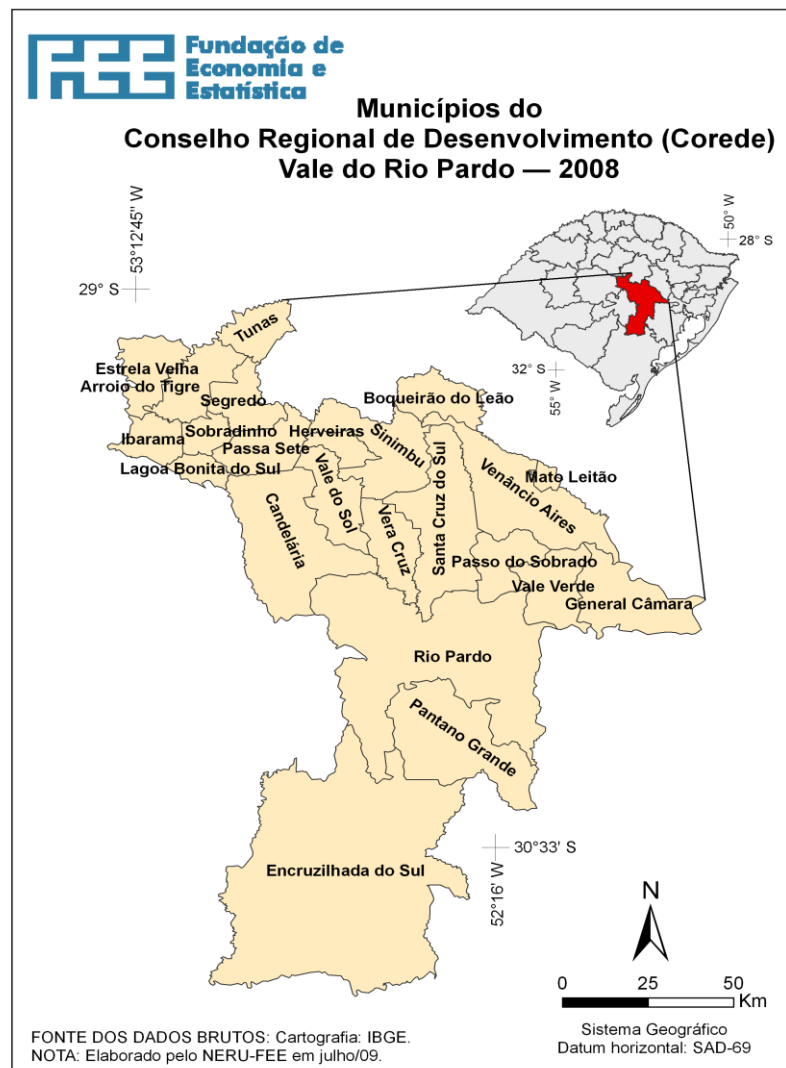 FEE
Fundação de
Economia e
Estatística
Municípios do
Conselho Regional de Desenvolvimento (Corede)
Vale do Rio Pardo — 2008
53°12'45" W
29° S
50° W
28° S
32° S
55° W
Tunas
Estrela Velha
Arroio do Tigre
Segredo
Boqueirão do Leão
Ibarama
Sobradinho
Herveiras
Sinimbu
Passa Sete
Lagoa Bonita do Sul
Vale do Sol
Santa Cruz do Sul
Venâncio Aires
Mato Leitão
Candelária
Vera Cruz
Passo do Sobrado
Vale Verde
General Câmara
Rio Pardo
Pantano Grande
Encruzilhada do Sul
30°33' S
52°16' W
N
0 25 50
Km
Sistema Geográfico
Datum horizontal: SAD-69
FONTE DOS DADOS BRUTOS: Cartografia: IBGE.
NOTA: Elaborado pelo NERU-FEE em julho/09.